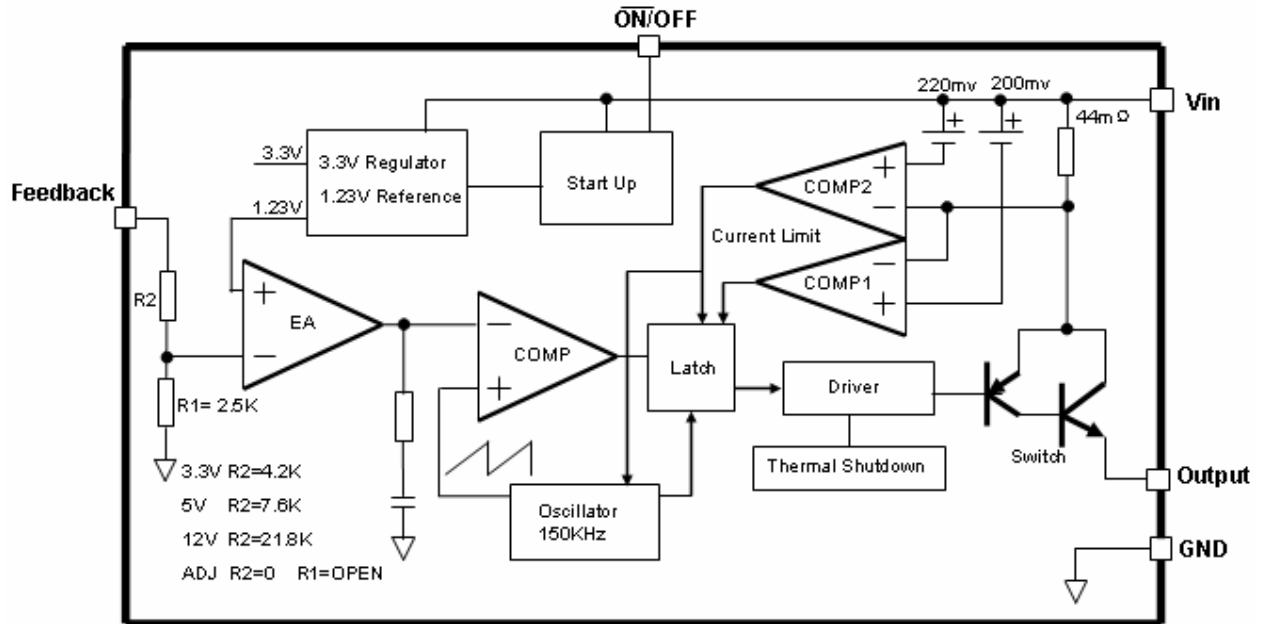 ON/OFF
220mv 200mv
Vin
44mΩ
3.3V
3.3V Regulator
1.23V Reference
Start Up
COMP2
+
−
Feedback
1.23V
Current Limit
COMP1
−
+
R2
+
EA
−
−
COMP
+
Latch
Driver
R1= 2.5K
Switch
Thermal Shutdown
3.3V R2=4.2K
5V R2=7.6K
12V R2=21.8K
ADJ R2=0 R1=OPEN
Oscillator
150KHz
Output
GND